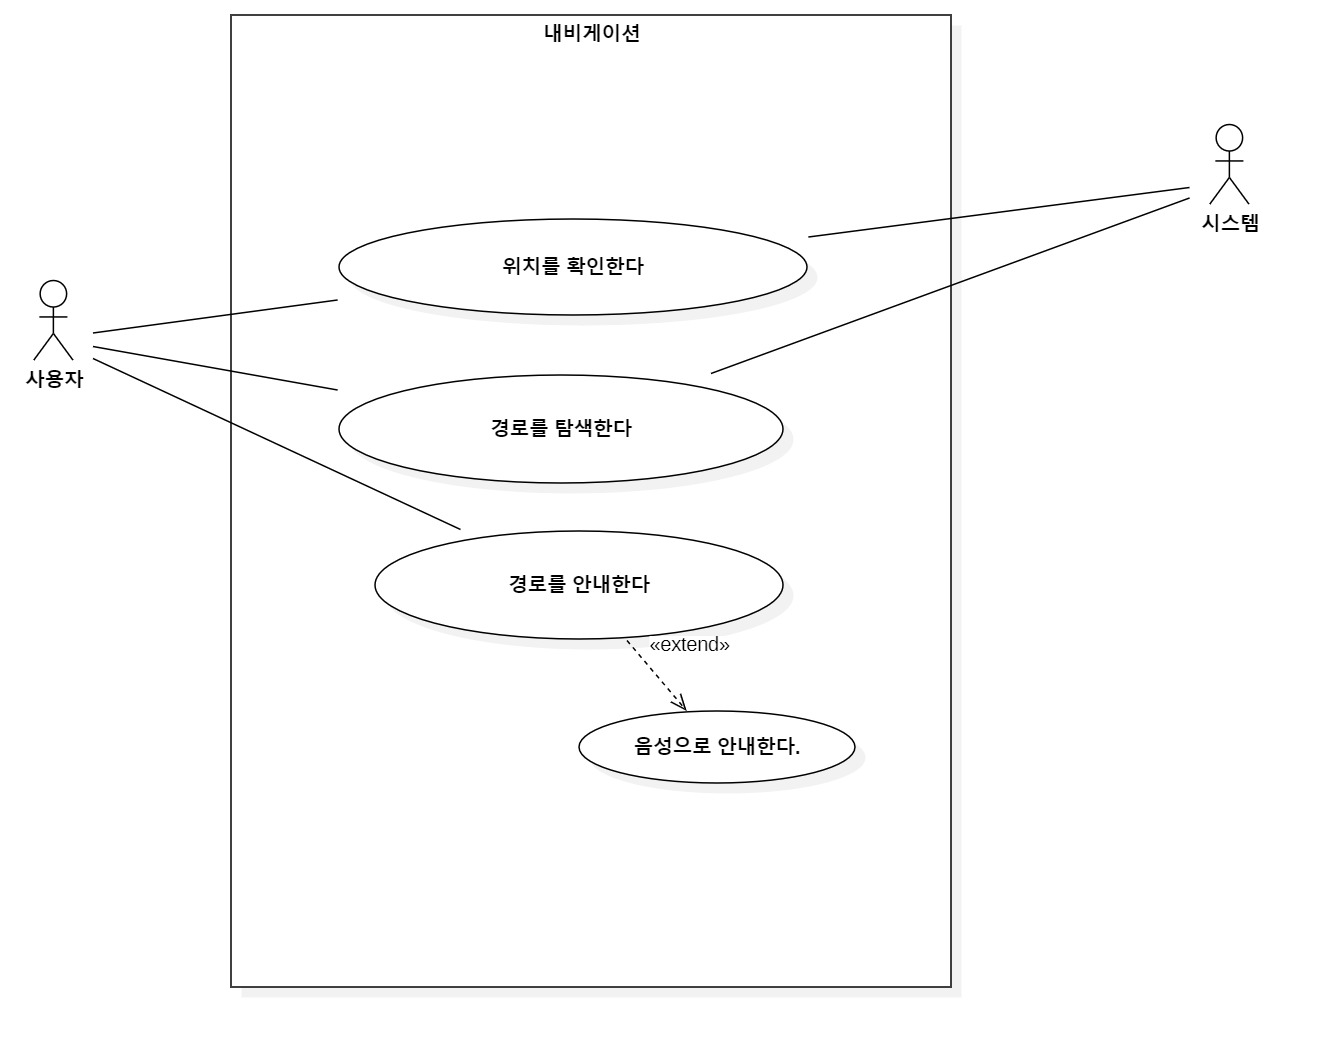 내비게이션
시스템
위치를 확인한다
사용자
경로를 탐색한다
경로를 안내한다
«extend»
음성으로 안내한다.